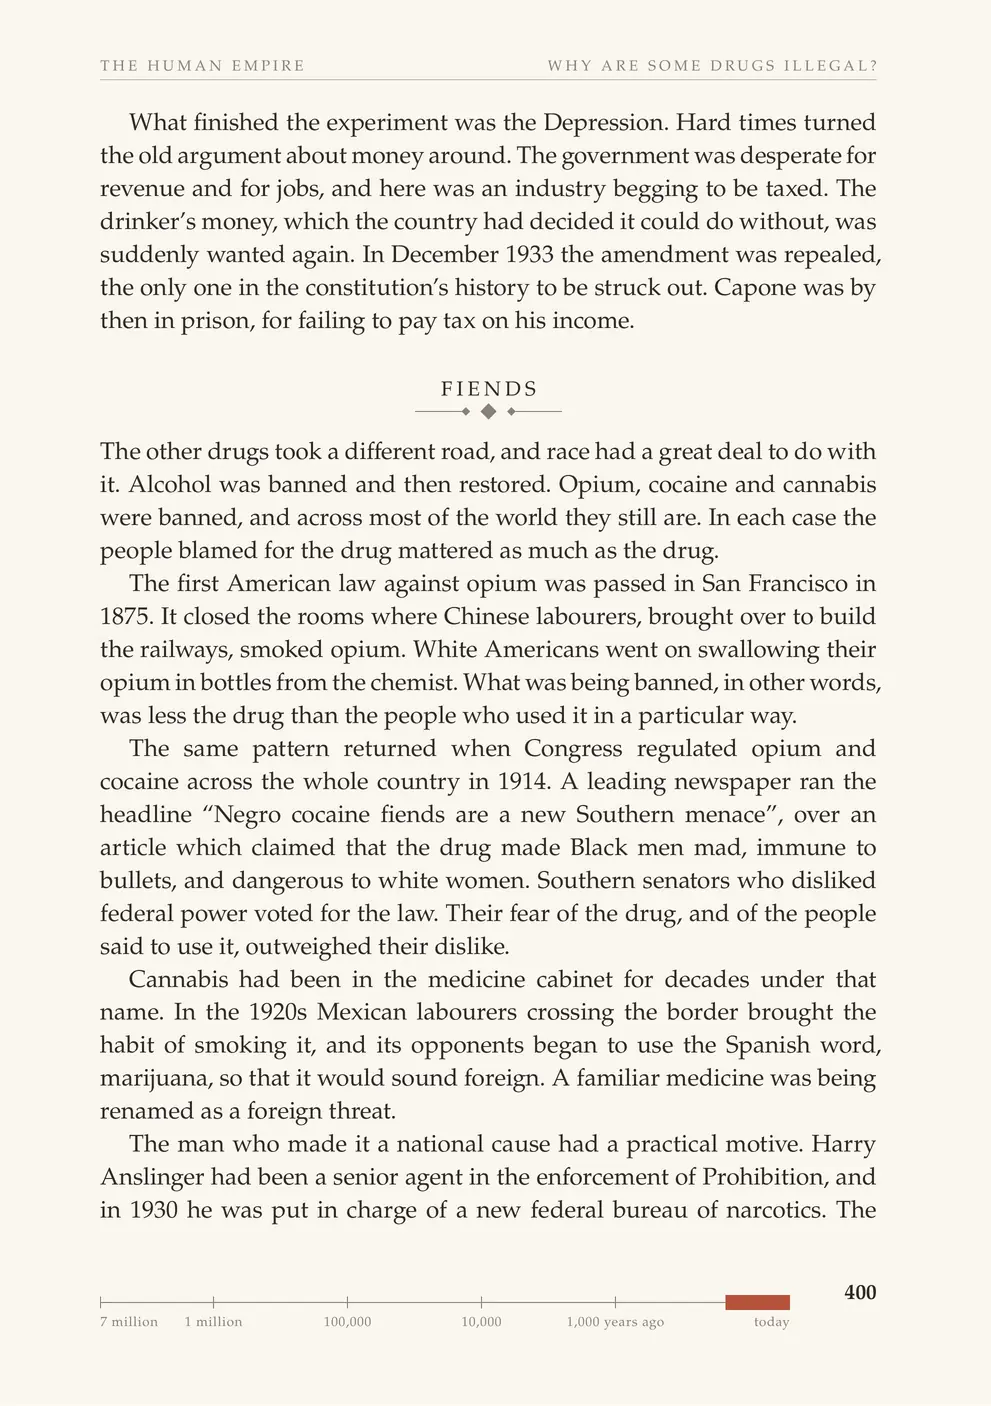 THE HUMAN EMPIRE
WHY ARE SOME DRUGS ILLEGAL?
What finished the experiment was the Depression. Hard times turned
the old argument about money around. The government was desperate for
revenue and for jobs, and here was an industry begging to be taxed. The
drinker’s money, which the country had decided it could do without, was
suddenly wanted again. In December 1933 the amendment was repealed,
the only one in the constitution’s history to be struck out. Capone was by
then in prison, for failing to pay tax on his income.
FIENDS
The other drugs took a different road, and race had a great deal to do with
it. Alcohol was banned and then restored. Opium, cocaine and cannabis
were banned, and across most of the world they still are. In each case the
people blamed for the drug mattered as much as the drug.
The first American law against opium was passed in San Francisco in
1875. It closed the rooms where Chinese labourers, brought over to build
the railways, smoked opium. White Americans went on swallowing their
opium in bottles from the chemist. What was being banned, in other words,
was less the drug than the people who used it in a particular way.
The same pattern returned when Congress regulated opium and
cocaine across the whole country in 1914. A leading newspaper ran the
headline “Negro cocaine fiends are a new Southern menace”, over an
article which claimed that the drug made Black men mad, immune to
bullets, and dangerous to white women. Southern senators who disliked
federal power voted for the law. Their fear of the drug, and of the people
said to use it, outweighed their dislike.
Cannabis had been in the medicine cabinet for decades under that
name. In the 1920s Mexican labourers crossing the border brought the
habit of smoking it, and its opponents began to use the Spanish word,
marijuana, so that it would sound foreign. A familiar medicine was being
renamed as a foreign threat.
The man who made it a national cause had a practical motive. Harry
Anslinger had been a senior agent in the enforcement of Prohibition, and
in 1930 he was put in charge of a new federal bureau of narcotics. The
400
7 million 1 million 100,000 10,000 1,000 years ago today